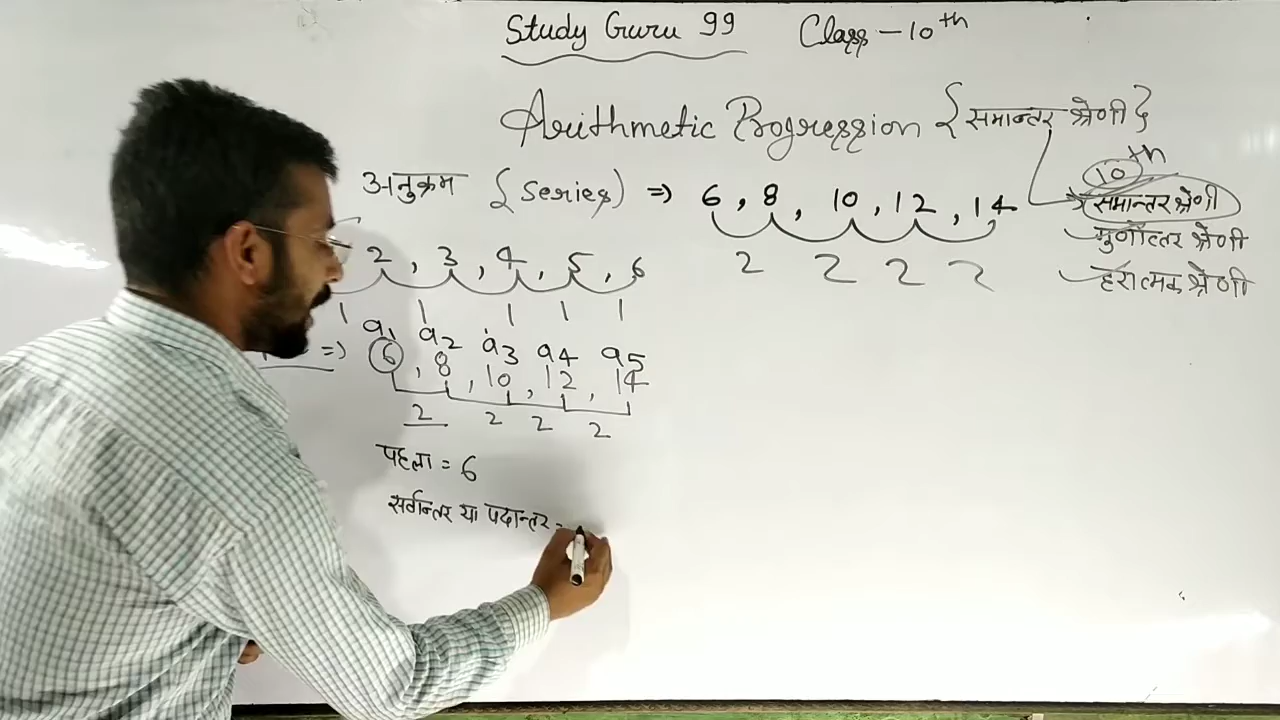 Study Guru 99 Class - 10th
Arithmetic Progression {समान्तर श्रेणी}
अनुक्रम {Series) => 6, 8, 10, 12, 14
2 2 2 2
10th
समान्तर श्रेणी
गुणोत्तर श्रेणी
हरात्मक श्रेणी
2, 3, 4, 5, 6
1 1 1 1 1
a1 a2 a3 a4 a5
=> 6, 8, 10, 12, 14
2 2 2 2
पहला = 6
सर्वान्तर या पदान्तर =